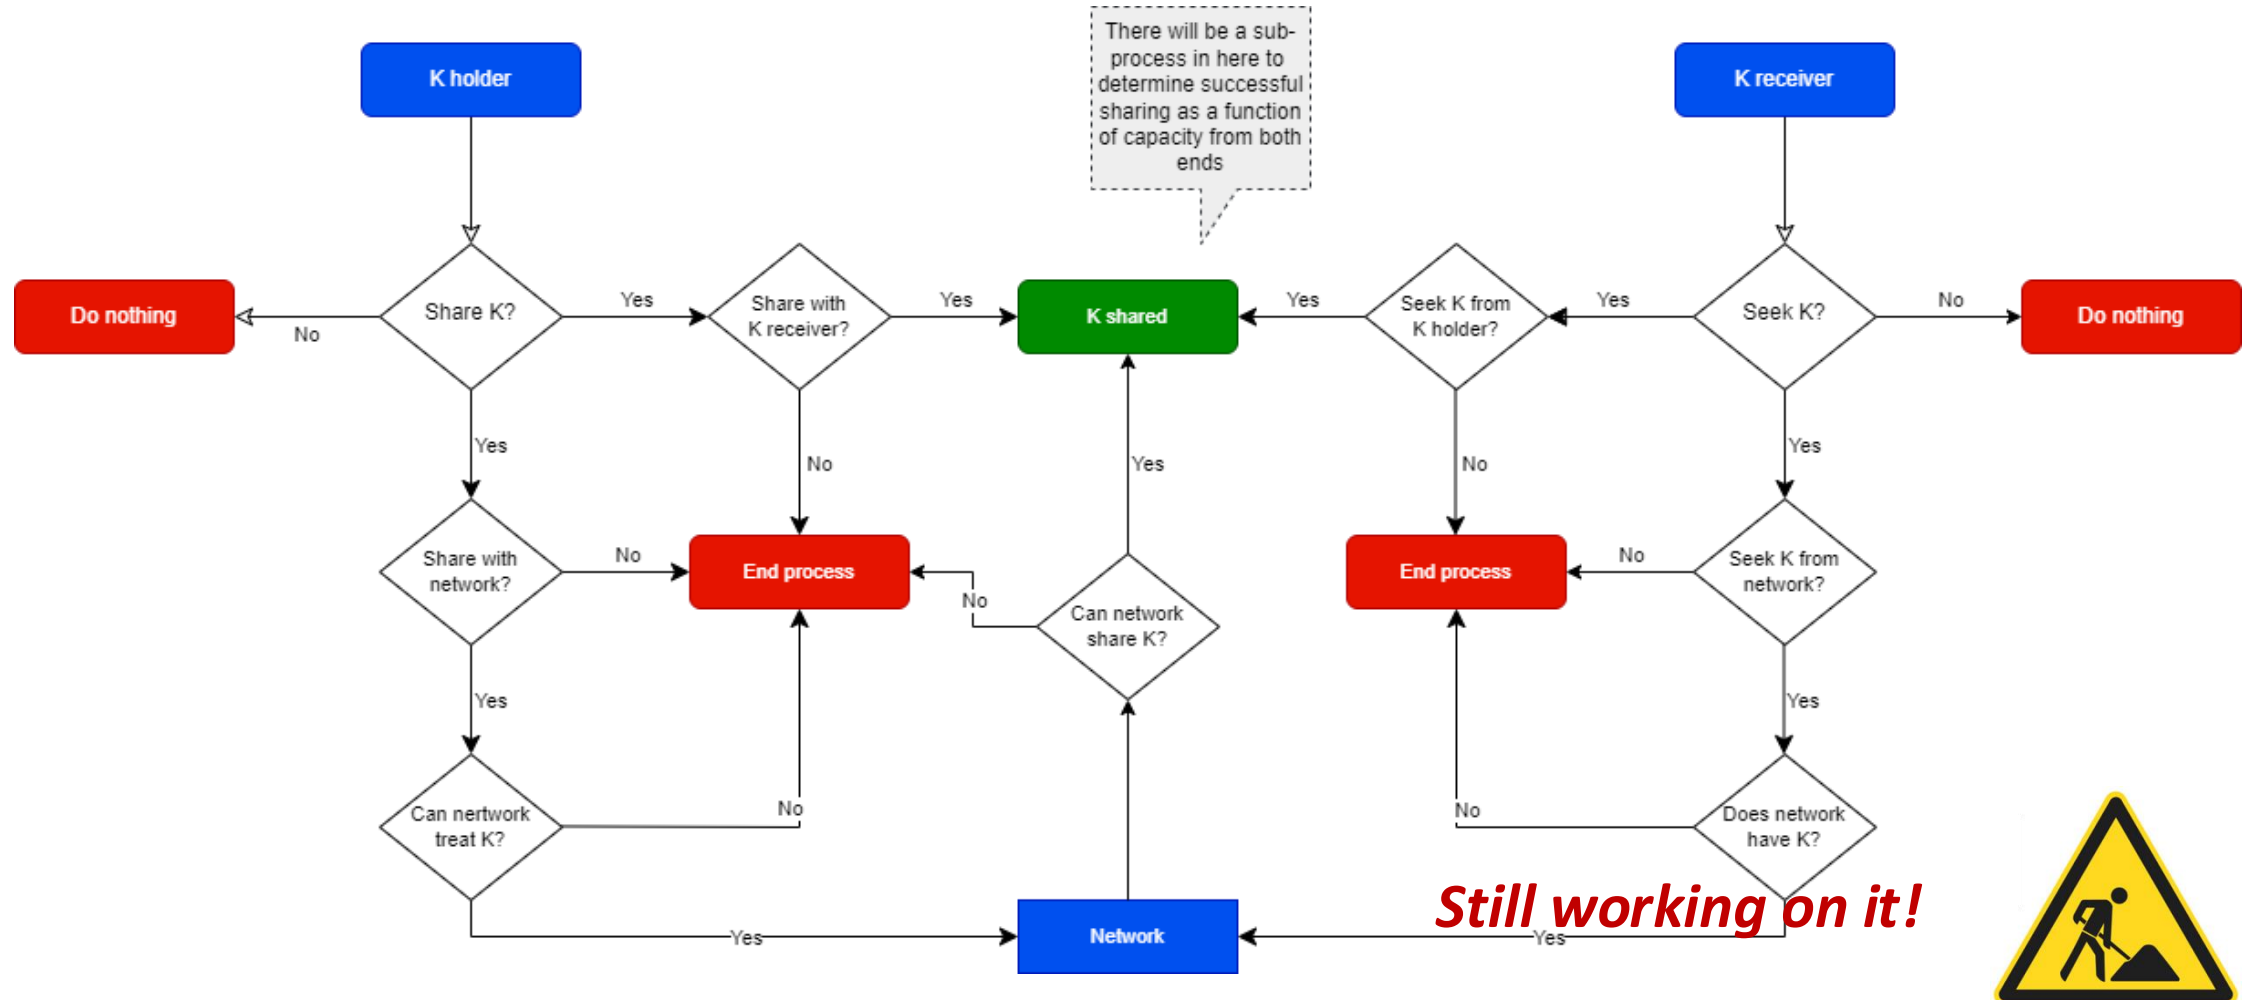 There will be a sub-
process in here to
determine successful
sharing as a function
of capacity from both
ends
K holder
K receiver
Do nothing
No
Share K?
Yes
Share with
K receiver?
Yes
K shared
Yes
Seek K from
K holder?
Yes
Seek K?
No
Do nothing
Yes
No
Yes
No
Yes
Share with
network?
No
End process
No
Can network
share K?
End process
No
Seek K from
network?
Yes
Yes
Can nertwork
treat K?
No
No
Does network
have K?
Still working on it!
Yes
Network
Yes